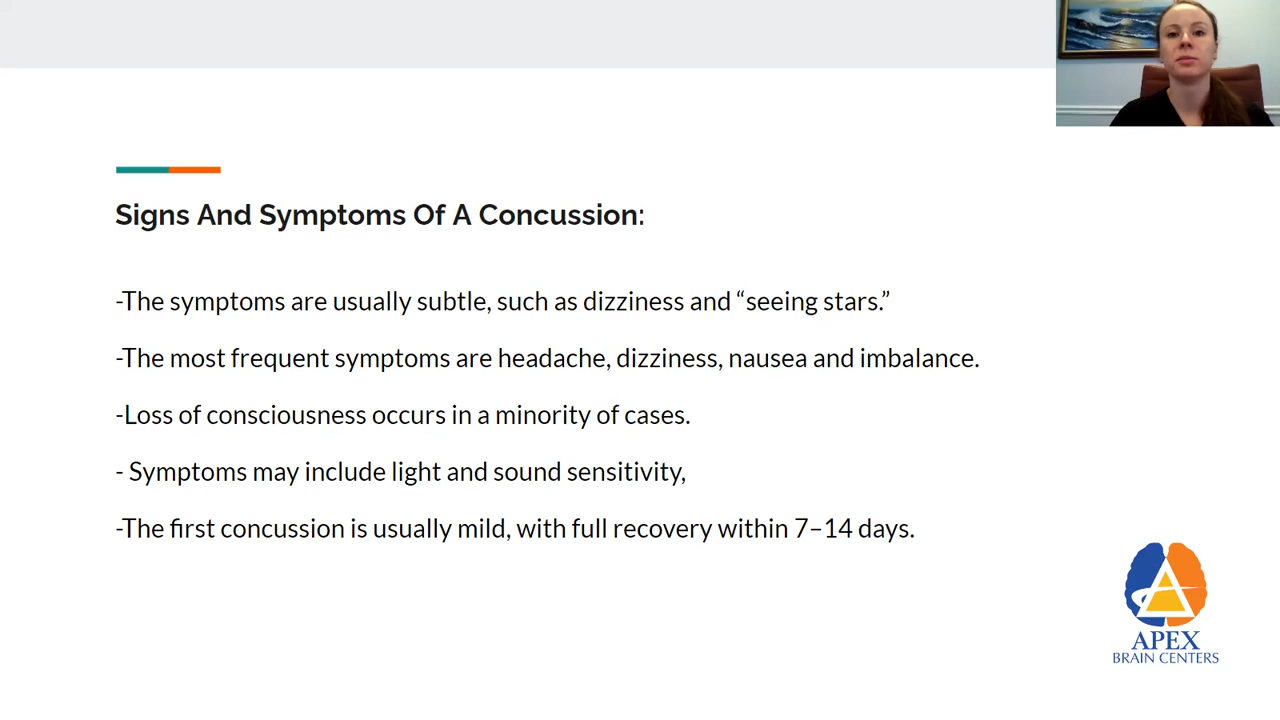 Signs And Symptoms Of A Concussion:
-The symptoms are usually subtle, such as dizziness and “seeing stars.”
-The most frequent symptoms are headache, dizziness, nausea and imbalance.
-Loss of consciousness occurs in a minority of cases.
- Symptoms may include light and sound sensitivity,
-The first concussion is usually mild, with full recovery within 7–14 days.
APEX
BRAIN CENTERS